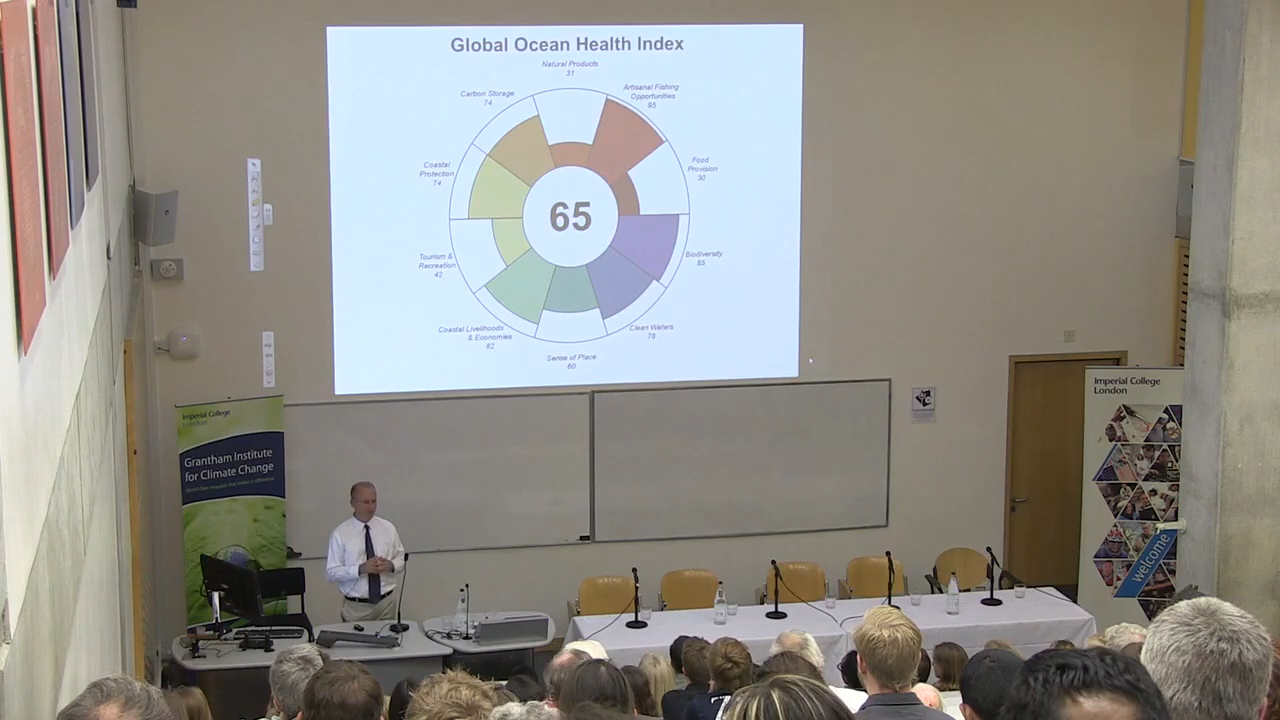 Global Ocean Health Index
Natural Products
31
Artisanal Fishing
Opportunities
95
Carbon Storage
74
Food
Provision
30
Coastal
Protection
74
65
Biodiversity
85
Tourism &
Recreation
42
Clean Waters
78
Coastal Livelihoods
& Economies
82
Sense of Place
60
Imperial College
London
Grantham Institute
for Climate Change
Imperial College
London
welcome